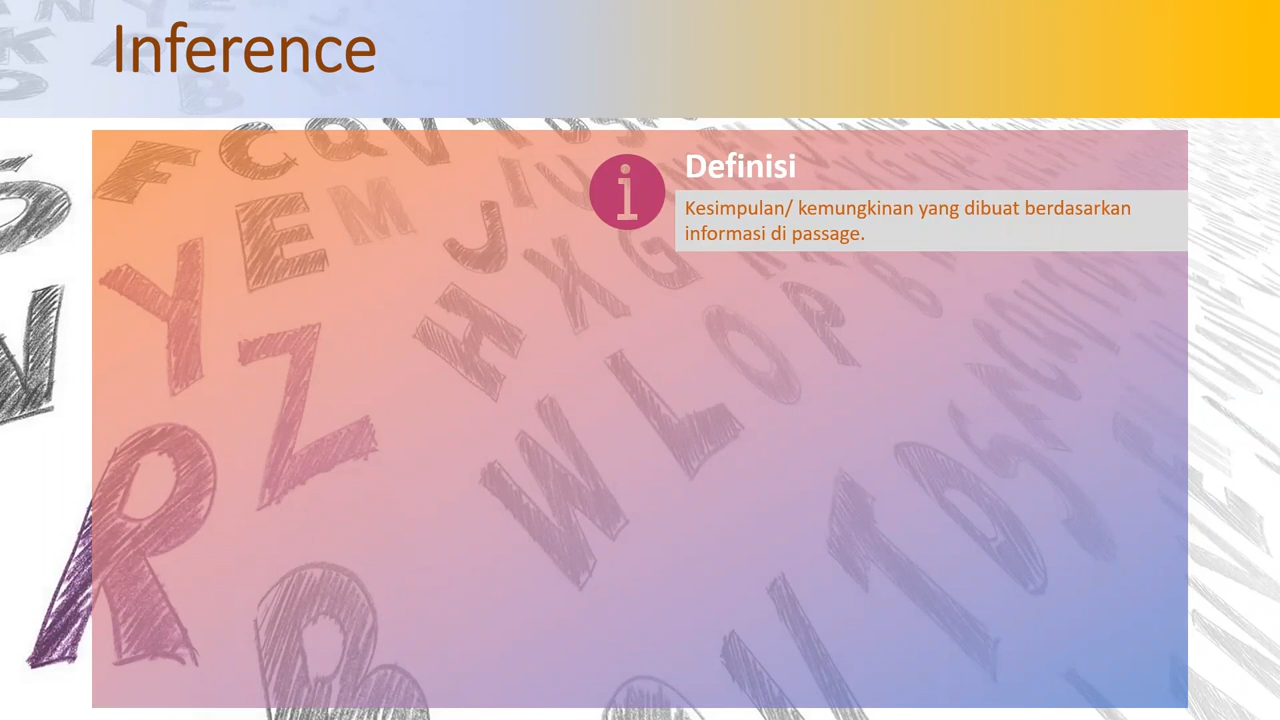 Inference
Definisi
Kesimpulan/ kemungkinan yang dibuat berdasarkan
informasi di passage.